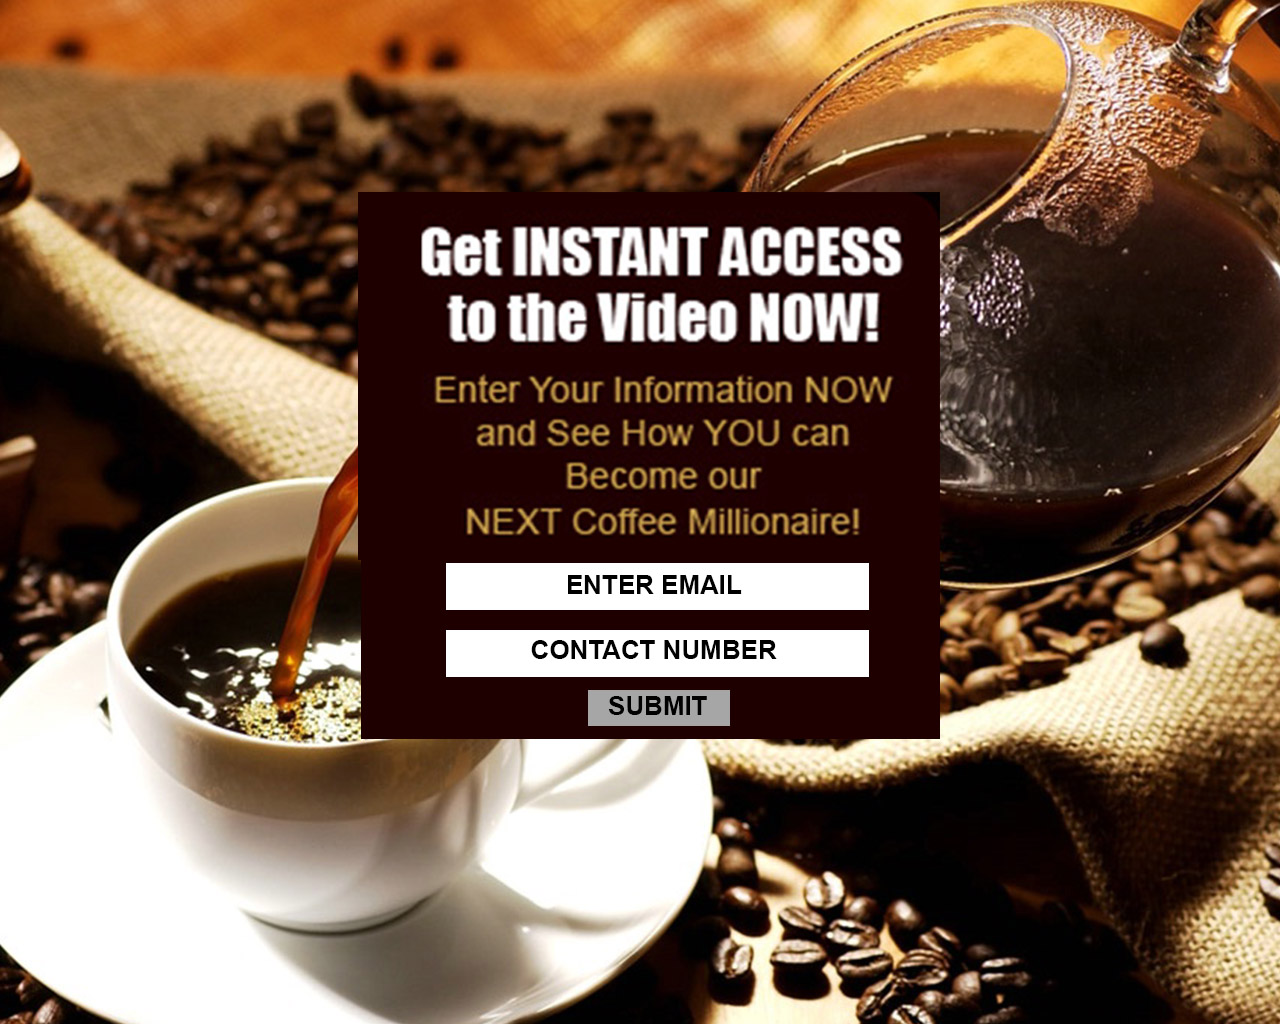 Get INSTANT ACCESS
to the Video NOW!
Enter Your Information NOW
and See How YOU can
Become our
NEXT Coffee Millionaire!
ENTER EMAIL
CONTACT NUMBER
SUBMIT